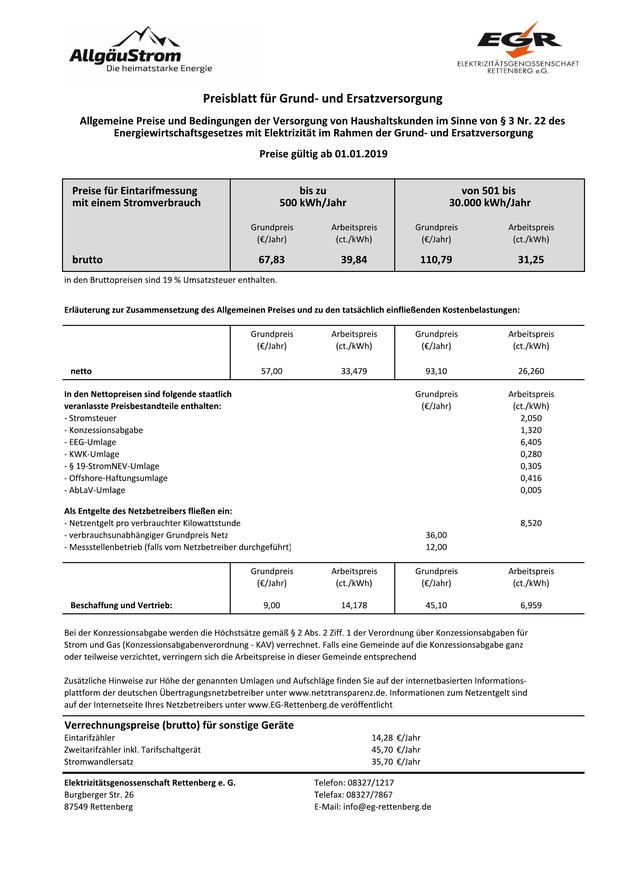 AllgäuStrom
Die heimatstarke Energie
EGR
ELEKTRIZITÄTSGENOSSENSCHAFT
RETTENBERG e.G.
Preisblatt für Grund- und Ersatzversorgung
Allgemeine Preise und Bedingungen der Versorgung von Haushaltskunden im Sinne von § 3 Nr. 22 des
Energiewirtschaftsgesetzes mit Elektrizität im Rahmen der Grund- und Ersatzversorgung
Preise gültig ab 01.01.2019
Preise für Eintarifmessung bis zu von 501 bis
mit einem Stromverbrauch 500 kWh/Jahr 30.000 kWh/Jahr
Grundpreis Arbeitspreis Grundpreis Arbeitspreis
(€/Jahr) (ct./kWh) (€/Jahr) (ct./kWh)
brutto 67,83 39,84 110,79 31,25
in den Bruttopreisen sind 19 % Umsatzsteuer enthalten.
Erläuterung zur Zusammensetzung des Allgemeinen Preises und zu den tatsächlich einfließenden Kostenbelastungen:
Grundpreis Arbeitspreis Grundpreis Arbeitspreis
(€/Jahr) (ct./kWh) (€/Jahr) (ct./kWh)
netto 57,00 33,479 93,10 26,260
In den Nettopreisen sind folgende staatlich Grundpreis Arbeitspreis
veranlasste Preisbestandteile enthalten: (€/Jahr) (ct./kWh)
- Stromsteuer 2,050
- Konzessionsabgabe 1,320
- EEG-Umlage 6,405
- KWK-Umlage 0,280
- § 19-StromNEV-Umlage 0,305
- Offshore-Haftungsumlage 0,416
- AbLaV-Umlage 0,005
Als Entgelte des Netzbetreibers fließen ein:
- Netzentgelt pro verbrauchter Kilowattstunde 8,520
- verbrauchsunabhängiger Grundpreis Netz 36,00
- Messstellenbetrieb (falls vom Netzbetreiber durchgeführt) 12,00
Grundpreis Arbeitspreis Grundpreis Arbeitspreis
(€/Jahr) (ct./kWh) (€/Jahr) (ct./kWh)
Beschaffung und Vertrieb: 9,00 14,178 45,10 6,959
Bei der Konzessionsabgabe werden die Höchstsätze gemäß § 2 Abs. 2 Ziff. 1 der Verordnung über Konzessionsabgaben für
Strom und Gas (Konzessionsabgabenverordnung - KAV) verrechnet. Falls eine Gemeinde auf die Konzessionsabgabe ganz
oder teilweise verzichtet, verringern sich die Arbeitspreise in dieser Gemeinde entsprechend
Zusätzliche Hinweise zur Höhe der genannten Umlagen und Aufschläge finden Sie auf der internetbasierten Informations-
plattform der deutschen Übertragungsnetzbetreiber unter www.netztransparenz.de. Informationen zum Netzentgelt sind
auf der Internetseite Ihres Netzbetreibers unter www.EG-Rettenberg.de veröffentlicht
Verrechnungspreise (brutto) für sonstige Geräte
Eintarifzähler 14,28 €/Jahr
Zweitarifzähler inkl. Tarifschaltgerät 45,70 €/Jahr
Stromwandlersatz 35,70 €/Jahr
Elektrizitätsgenossenschaft Rettenberg e. G. Telefon: 08327/1217
Burgberger Str. 26 Telefax: 08327/7867
87549 Rettenberg E-Mail: info@eg-rettenberg.de